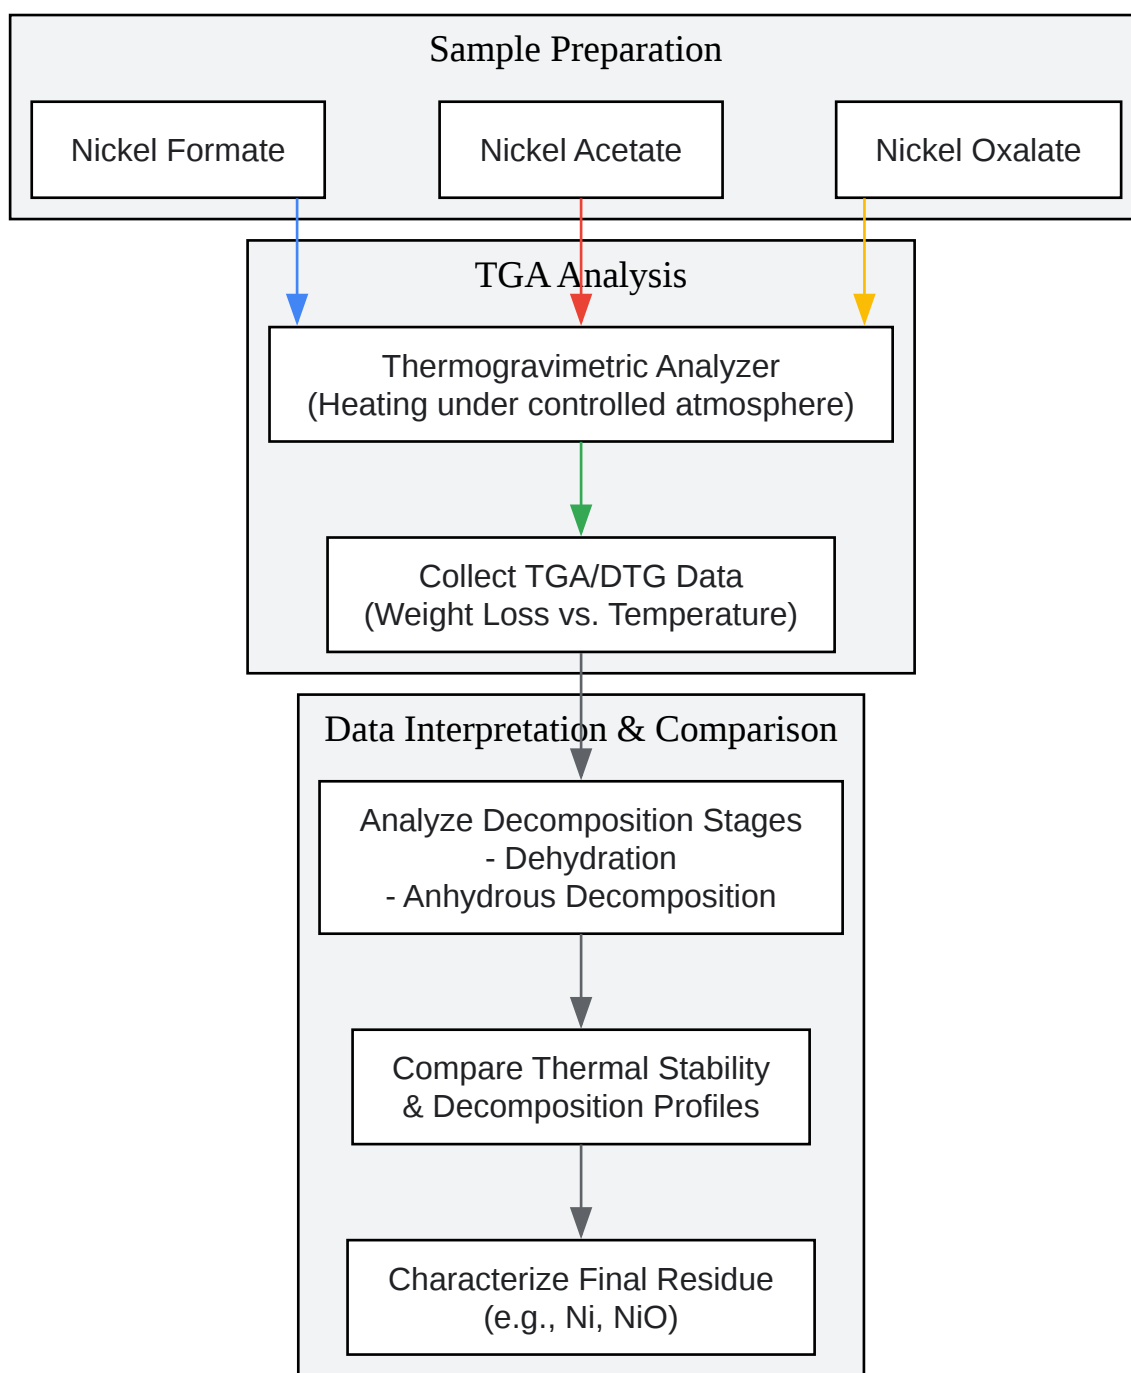 Sample Preparation
Nickel Formate
Nickel Acetate
Nickel Oxalate
TGA Analysis
Thermogravimetric Analyzer
(Heating under controlled atmosphere)
Collect TGA/DTG Data
(Weight Loss vs. Temperature)
Data Interpretation & Comparison
Analyze Decomposition Stages
- Dehydration
- Anhydrous Decomposition
Compare Thermal Stability
& Decomposition Profiles
Characterize Final Residue
(e.g., Ni, NiO)